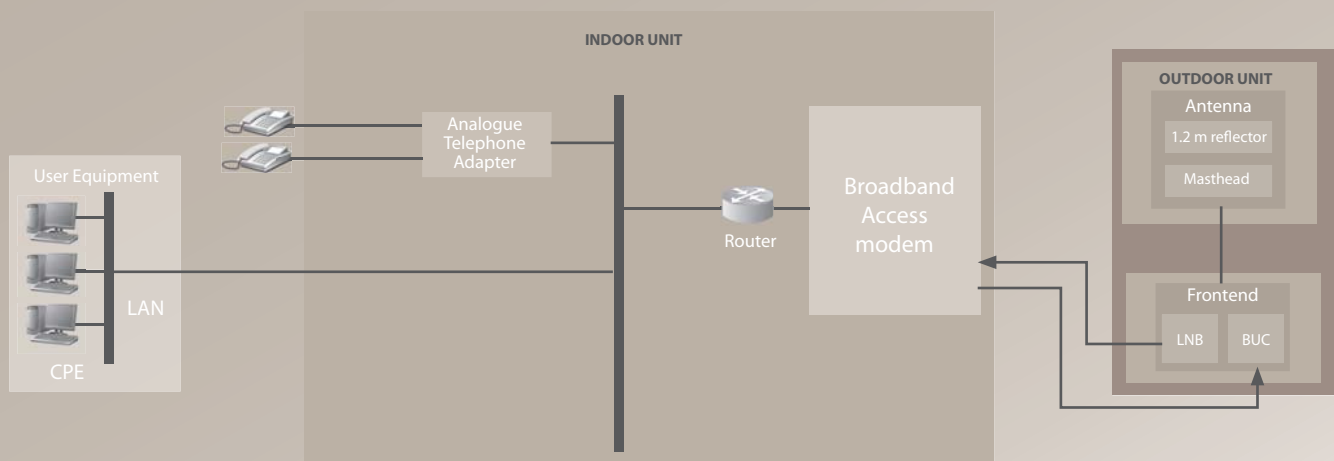 INDOOR UNIT
OUTDOOR UNIT
Antenna
1.2 m reflector
Masthead
Analogue
Telephone
Adapter
User Equipment
LAN
CPE
Router
Broadband
Access
modem
Frontend
LNB
BUC